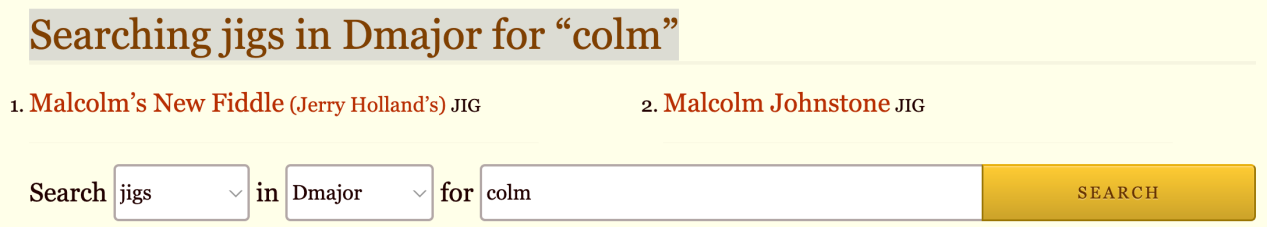 Searching jigs in Dmajor for “colm”
1. Malcolm’s New Fiddle (Jerry Holland’s) JIG
2. Malcolm Johnstone JIG
Search jigs in Dmajor for colm SEARCH